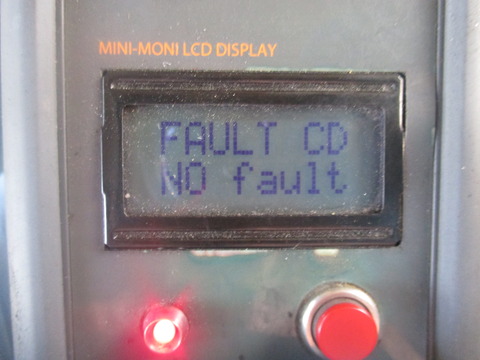 MINI-MONI LCD DISPLAY
FAULT CD
NO fault